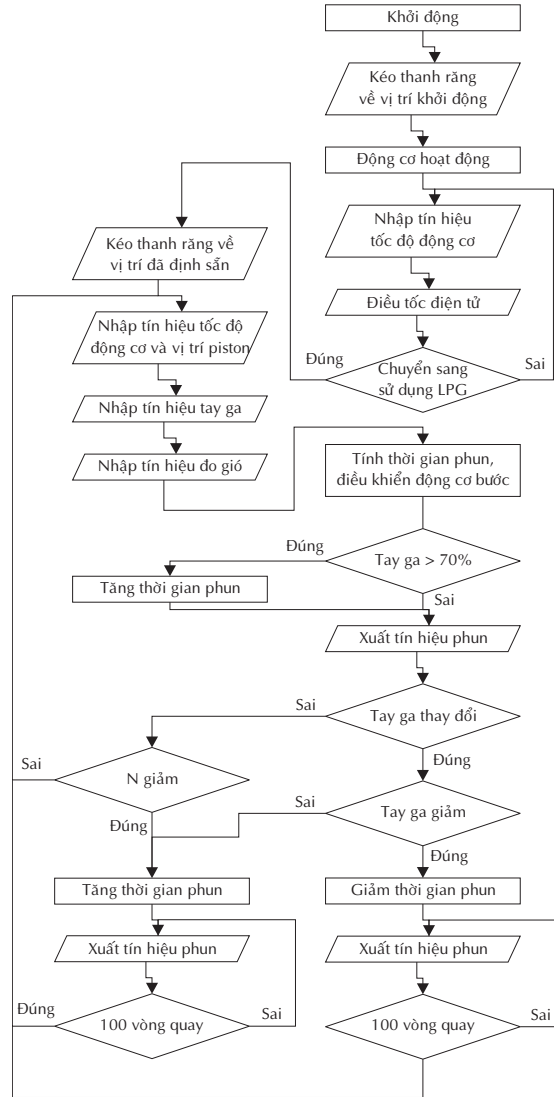 Khởi động
Kéo thanh răng
về vị trí khởi động
Động cơ hoạt động
Nhập tín hiệu
tốc độ động cơ
Điều tốc điện tử
Chuyển sang
sử dụng LPG
Đúng
Sai
Kéo thanh răng về
vị trí đã định sẵn
Nhập tín hiệu tốc độ
động cơ và vị trí piston
Nhập tín hiệu tay ga
Nhập tín hiệu đo gió
Tính thời gian phun,
điều khiển động cơ bước
Tay ga > 70%
Đúng
Sai
Tăng thời gian phun
Xuất tín hiệu phun
Tay ga thay đổi
Sai
Đúng
N giảm
Sai
Đúng
Tay ga giảm
Sai
Đúng
Tăng thời gian phun
Giảm thời gian phun
Xuất tín hiệu phun
Xuất tín hiệu phun
Đúng
100 vòng quay
Sai
100 vòng quay
Sai